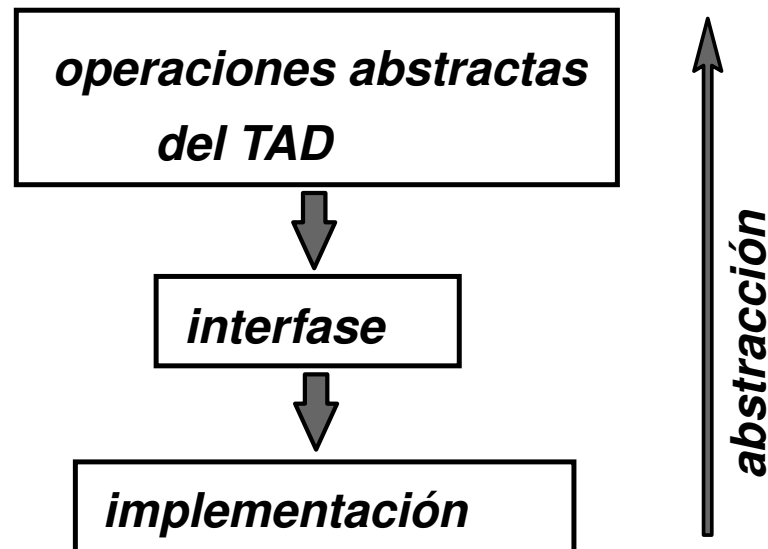 operaciones abstractas
del TAD
interfase
implementación
abstracción